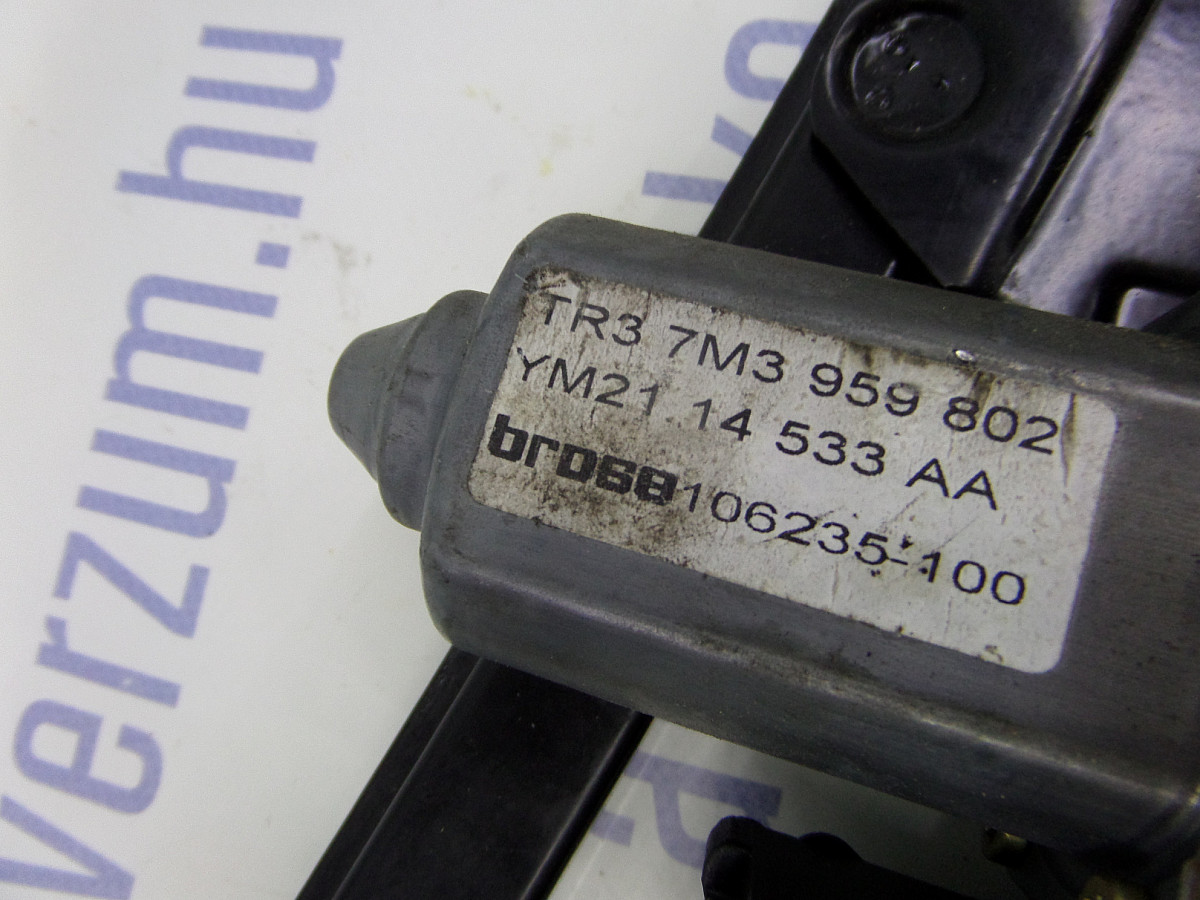 TR3 7M3 959 802
YM21 14 533 AA
brose 106235-100
verzum.hu